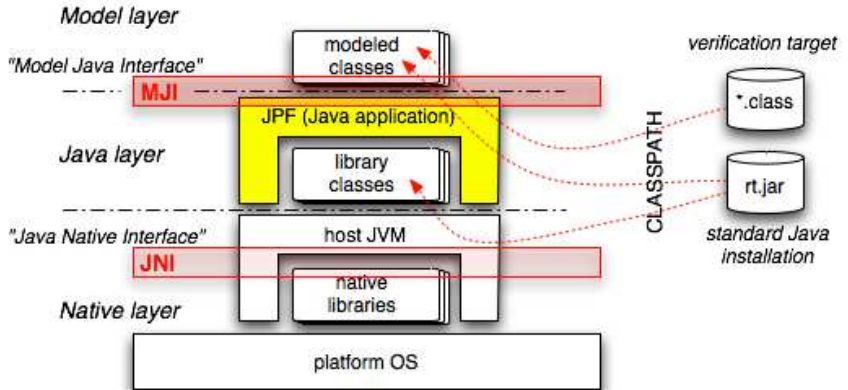 Model layer
modeled
classes
verification target
"Model Java Interface"
MJI
*.class
JPF (Java application)
Java layer
library
classes
CLASSPATH
rt.jar
"Java Native Interface"
host JVM
standard Java
installation
JNI
native
libraries
Native layer
platform OS